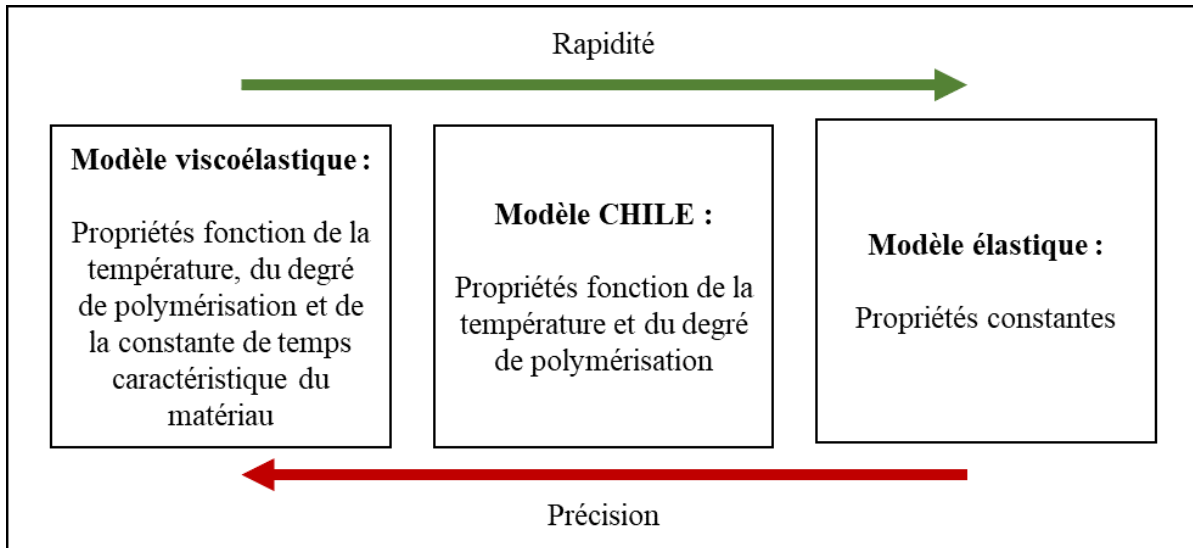 Rapidité
Modèle viscoélastique :
Propriétés fonction de la
température, du degré
de polymérisation et de
la constante de temps
caractéristique du
matériau
Modèle CHILE :
Propriétés fonction de la
température et du degré
de polymérisation
Modèle élastique :
Propriétés constantes
Précision